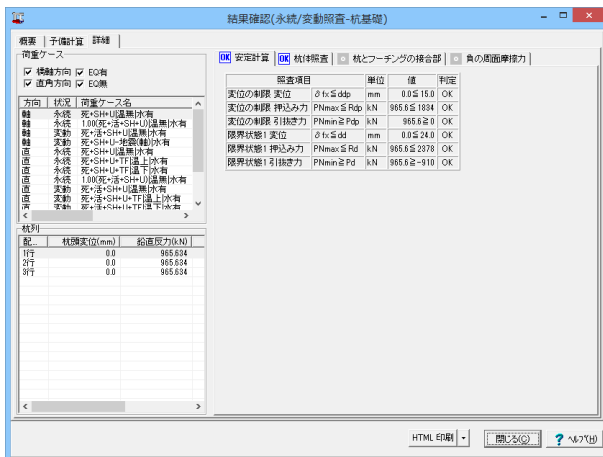 結果確認(永続/変動照査-杭基礎)
概要 予備計算 詳細
荷重ケース
橋軸方向 EQ有
直角方向 EQ無
方向 状況 荷重ケース名
軸 永続 死+SH+U|温無|水有
軸 永続 1.00(死+活+SH+U)|温無|水有
軸 変動 死+活+SH+U|温無|水有
軸 変動 死+SH+U-地震(軸)|水有
直 永続 死+SH+U|温無|水有
直 永続 死+SH+U+TF|温上|水有
直 永続 1.00(死+活+SH+U)|温無|水有
直 変動 死+活+SH+U|温無|水有
直 変動 死+活+SH+U+TF|温上|水有
直 変動 死+活+SH+U+TF|温下|水有
杭列
配... 杭頭変位(mm) 鉛直反力(kN)
1行 0.0 965.634
2行 0.0 965.634
3行 0.0 965.634
OK 安定計算 OK 杭体照査 杭とフーチングの接合部 負の周面摩擦力
照査項目 単位 値 判定
変位の制限 変位 ∂fx≦ddp mm 0.0≦15.0 OK
変位の制限 押込み力 PNmax≦Rdp kN 965.6≦1834 OK
変位の制限 引抜き力 PNmin≧Pdp kN 965.6≧0 OK
限界状態1 変位 ∂fx≦dd mm 0.0≦24.0 OK
限界状態1 押込み力 PNmax≦Rd kN 965.6≦2378 OK
限界状態1 引抜き力 PNmin≧Pd kN 965.6≧-910 OK
HTML 印刷 閉じる(C) ? ヘルプ(H)